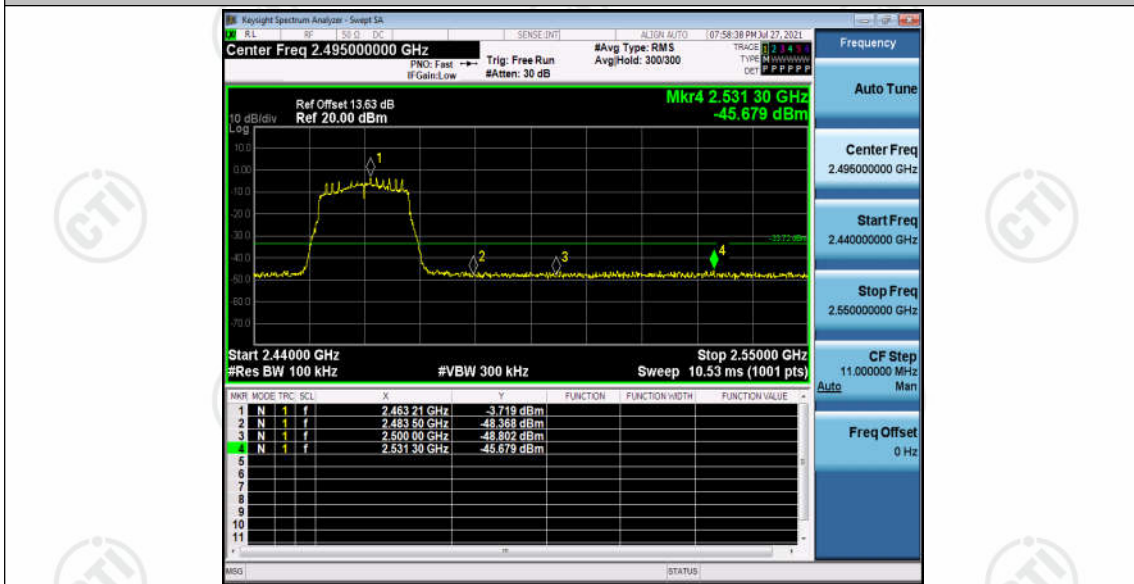 Keysight Spectrum Analyzer - Swept SA
RL RF 50 Ω DC SENSE:INT ALIGN AUTO 07:58:38 PM Jul 27, 2021
Center Freq 2.495000000 GHz
PNO: Fast
IFGain:Low
Trig: Free Run
#Atten: 30 dB
#Avg Type: RMS
Avg|Hold: 300/300
TRACE 1 2 3 4 5 6
TYPE M WWWWW
DET P P P P P P
Ref Offset 13.63 dB
10 dB/div Ref 20.00 dBm
Log
Mkr4 2.531 30 GHz
-45.679 dBm
10.0
0.00
-10.0
-20.0
-30.0
-40.0
-50.0
-60.0
-70.0
1
2
3
4
-33.72 dBm
Start 2.44000 GHz Stop 2.55000 GHz
#Res BW 100 kHz #VBW 300 kHz Sweep 10.53 ms (1001 pts)
MKR MODE TRC SCL X Y FUNCTION FUNCTION WIDTH FUNCTION VALUE
1 N 1 f 2.463 21 GHz -3.719 dBm
2 N 1 f 2.483 50 GHz -48.368 dBm
3 N 1 f 2.500 00 GHz -48.802 dBm
4 N 1 f 2.531 30 GHz -45.679 dBm
5
6
7
8
9
10
11
MSG STATUS
Frequency
Auto Tune
Center Freq
2.495000000 GHz
Start Freq
2.440000000 GHz
Stop Freq
2.550000000 GHz
CF Step
11.000000 MHz
Auto Man
Freq Offset
0 Hz
CTI
CTI
CTI
CTI